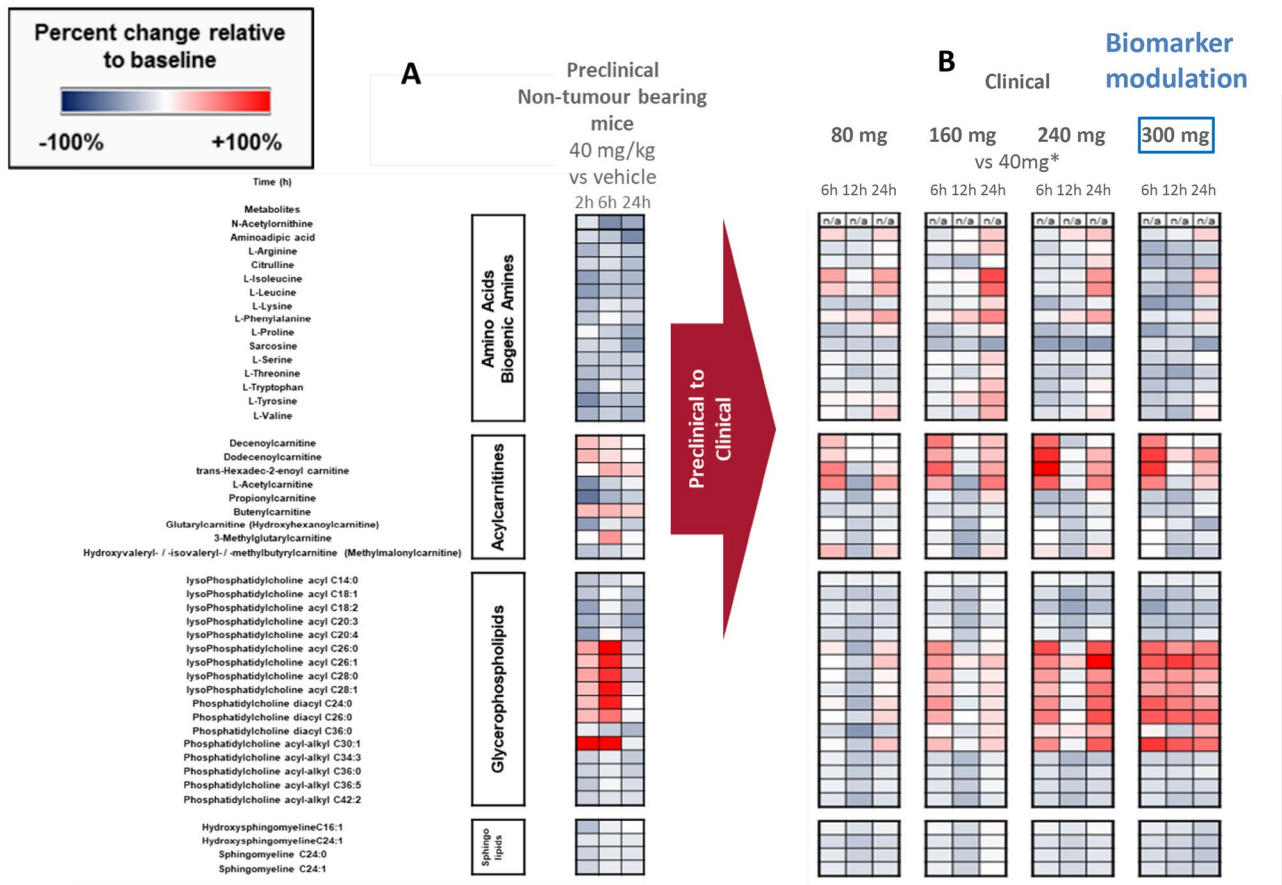 Percent change relative
to baseline
-100% +100%
A
Preclinical
Non-tumour bearing
mice
40 mg/kg
vs vehicle
2h 6h 24h
B
Clinical
Biomarker
modulation
80 mg 160 mg 240 mg 300 mg
vs 40mg*
6h 12h 24h 6h 12h 24h 6h 12h 24h 6h 12h 24h
n/a n/a n/a n/a n/a n/a n/a n/a n/a n/a n/a n/a
Time (h)
Metabolites
N-Acetylornithine
Aminoadipic acid
L-Arginine
Citrulline
L-Isoleucine
L-Leucine
L-Lysine
L-Phenylalanine
L-Proline
Sarcosine
L-Serine
L-Threonine
L-Tryptophan
L-Tyrosine
L-Valine
Amino Acids
Biogenic Amines
Decenoylcarnitine
Dodecenoylcarnitine
trans-Hexadec-2-enoyl carnitine
L-Acetylcarnitine
Propionylcarnitine
Butenylcarnitine
Glutarylcarnitine (Hydroxyhexanoylcarnitine)
3-Methylglutarylcarnitine
Hydroxyvaleryl- / -isovaleryl- / -methylbutyrylcarnitine (Methylmalonylcarnitine)
Acylcarnitines
lysoPhosphatidylcholine acyl C14:0
lysoPhosphatidylcholine acyl C18:1
lysoPhosphatidylcholine acyl C18:2
lysoPhosphatidylcholine acyl C20:3
lysoPhosphatidylcholine acyl C20:4
lysoPhosphatidylcholine acyl C26:0
lysoPhosphatidylcholine acyl C26:1
lysoPhosphatidylcholine acyl C28:0
lysoPhosphatidylcholine acyl C28:1
Phosphatidylcholine diacyl C24:0
Phosphatidylcholine diacyl C26:0
Phosphatidylcholine diacyl C36:0
Phosphatidylcholine acyl-alkyl C30:1
Phosphatidylcholine acyl-alkyl C34:3
Phosphatidylcholine acyl-alkyl C36:0
Phosphatidylcholine acyl-alkyl C36:5
Phosphatidylcholine acyl-alkyl C42:2
Glycerophospholipids
HydroxysphingomyelineC16:1
HydroxysphingomyelineC24:1
Sphingomyeline C24:0
Sphingomyeline C24:1
Sphingo
lipids
Preclinical to
Clinical